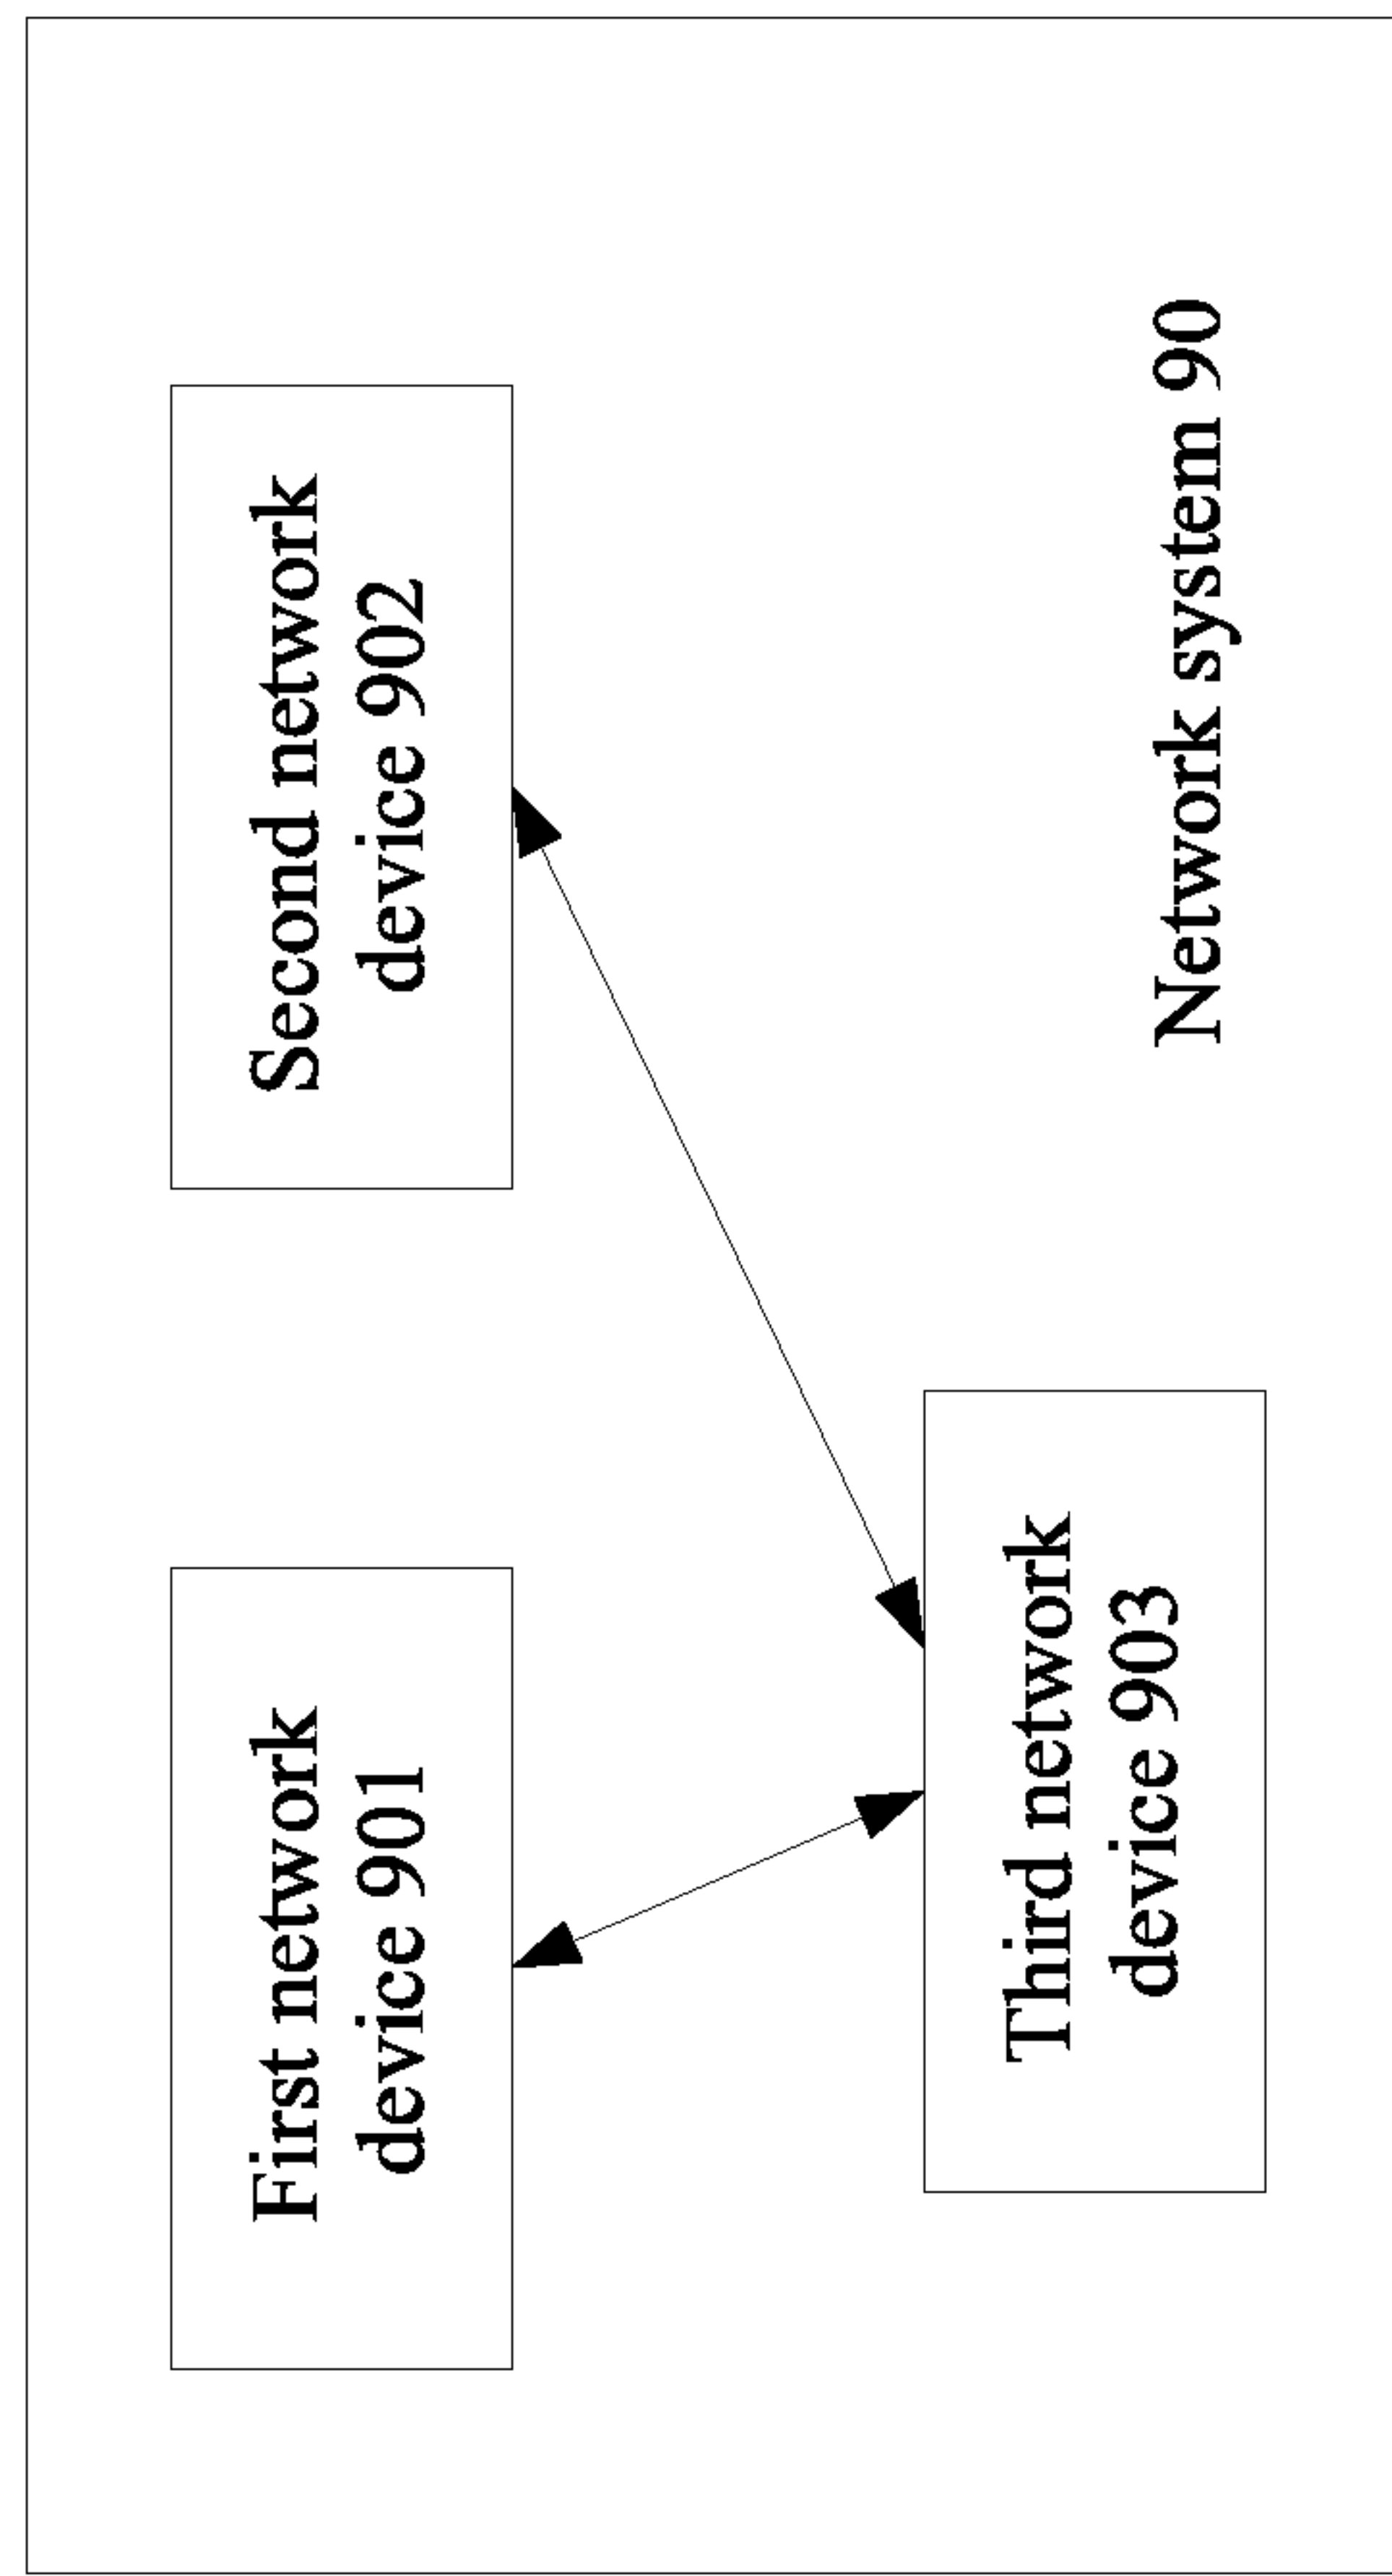 First network
device 901
Second network
device 902
Third network
device 903
Network system 90